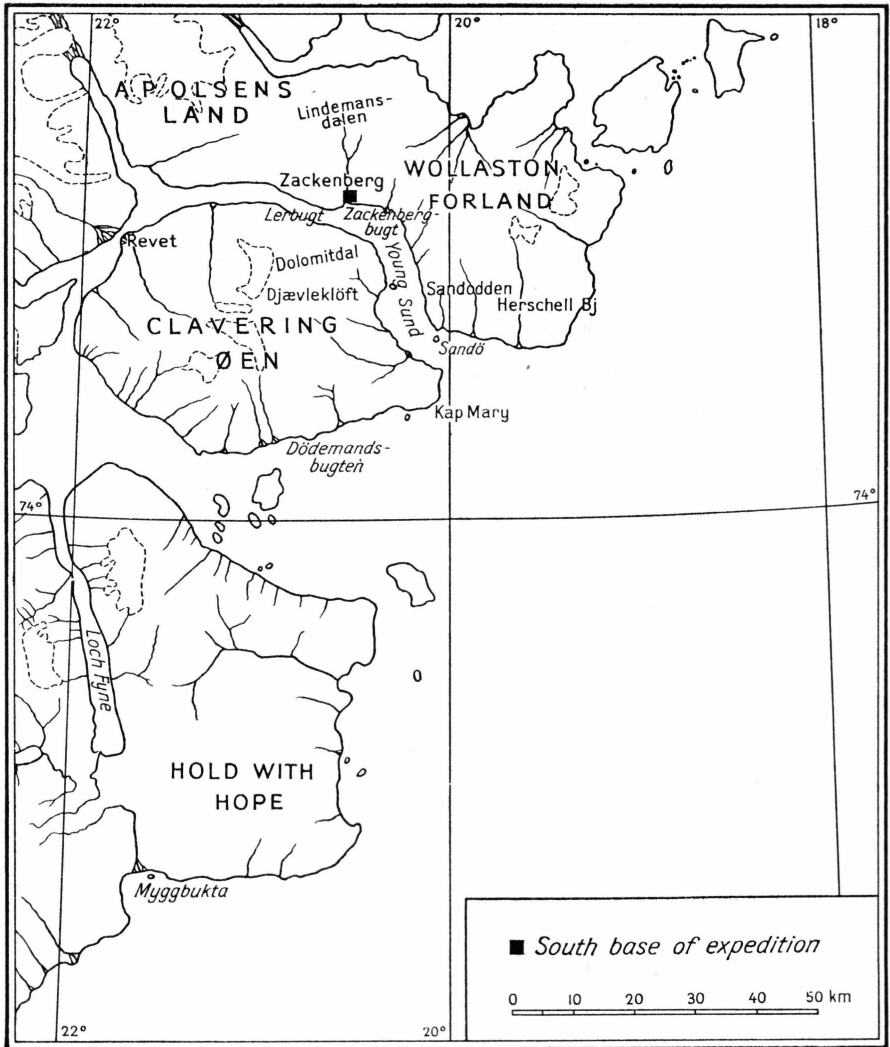 22°
20°
18°
A P OLSENS
LAND
Lindemans-
dalen
WOLLASTON
FORLAND
Zackenberg
Lerbugt
Zackenberg-
bugt
Revet
Young Sund
Dolomitdal
Djævleklöft
Sandodden
Herschell Bj
CLAVERING
ØEN
Sandö
Kap Mary
Dödemands-
bugten
74°
74°
Loch Fyne
HOLD WITH
HOPE
Myggbukta
South base of expedition
0 10 20 30 40 50 km
22°
20°